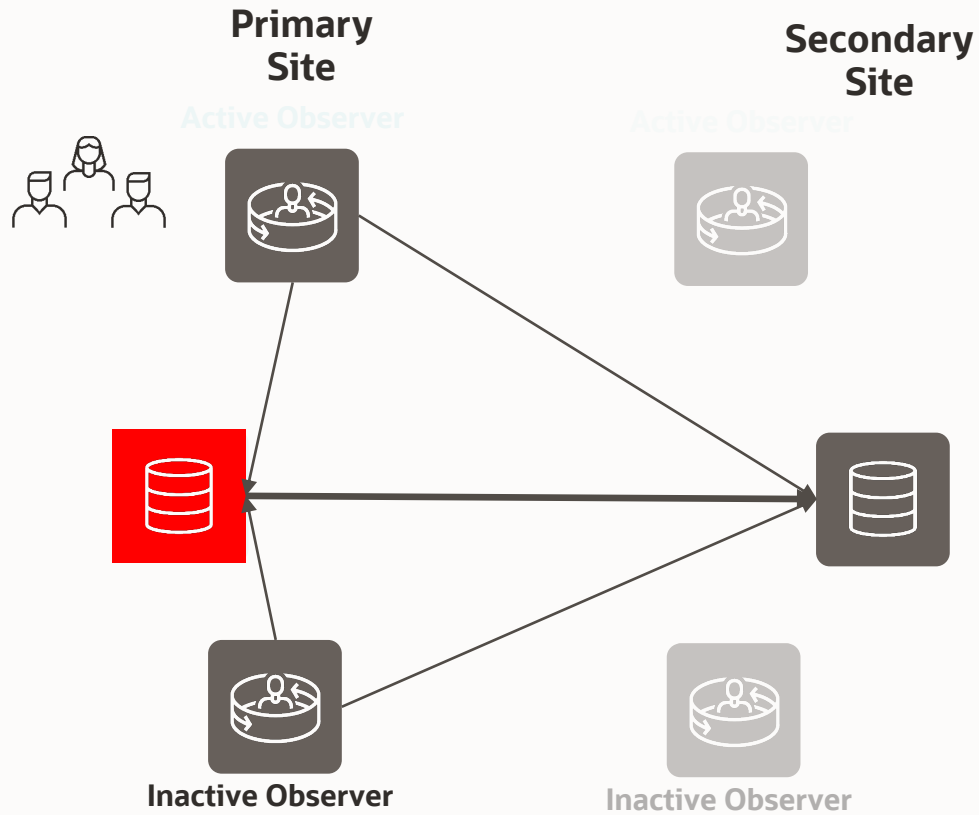 Primary
Site
Secondary
Site
Active Observer
Active Observer
Inactive Observer
Inactive Observer